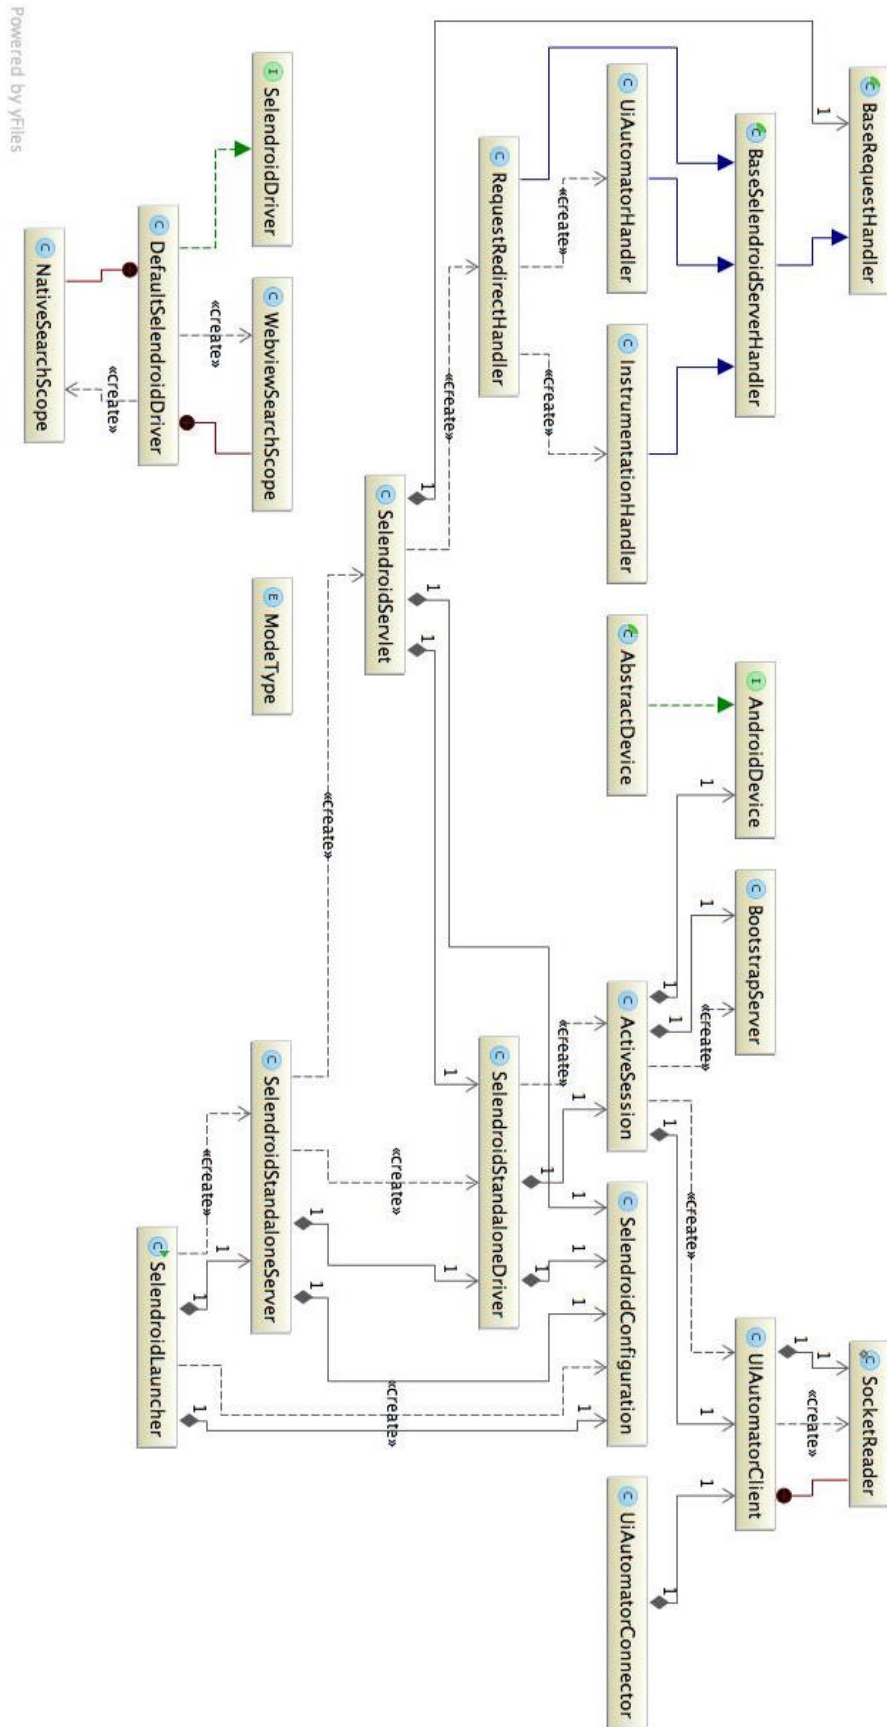 BaseRequestHandler
SocketReader
1
1
«create»
BaseSelendroidServerHandler
AndroidDevice
BootstrapServer
UIAutomatorClient
1
1
1
1
1
«create»
«create»
1
1
«create»
«create»
1
1
UiAutomatorHandler
InstrumentationHandler
AbstractDevice
ActiveSession
SelendroidConfiguration
UiAutomatorConnector
«create»
1
1
1
1
1
1
1
RequestRedirectHandler
SelendroidStandaloneDriver
«create»
1
1
«create»
1
1
SelendroidServlet
«create»
1
1
SelendroidDriver
WebviewSearchScope
ModeType
SelendroidStandaloneServer
«create»
«create»
1
1
DefaultSelendroidDriver
SelendroidLauncher
«create»
NativeSearchScope
Powered by yFiles